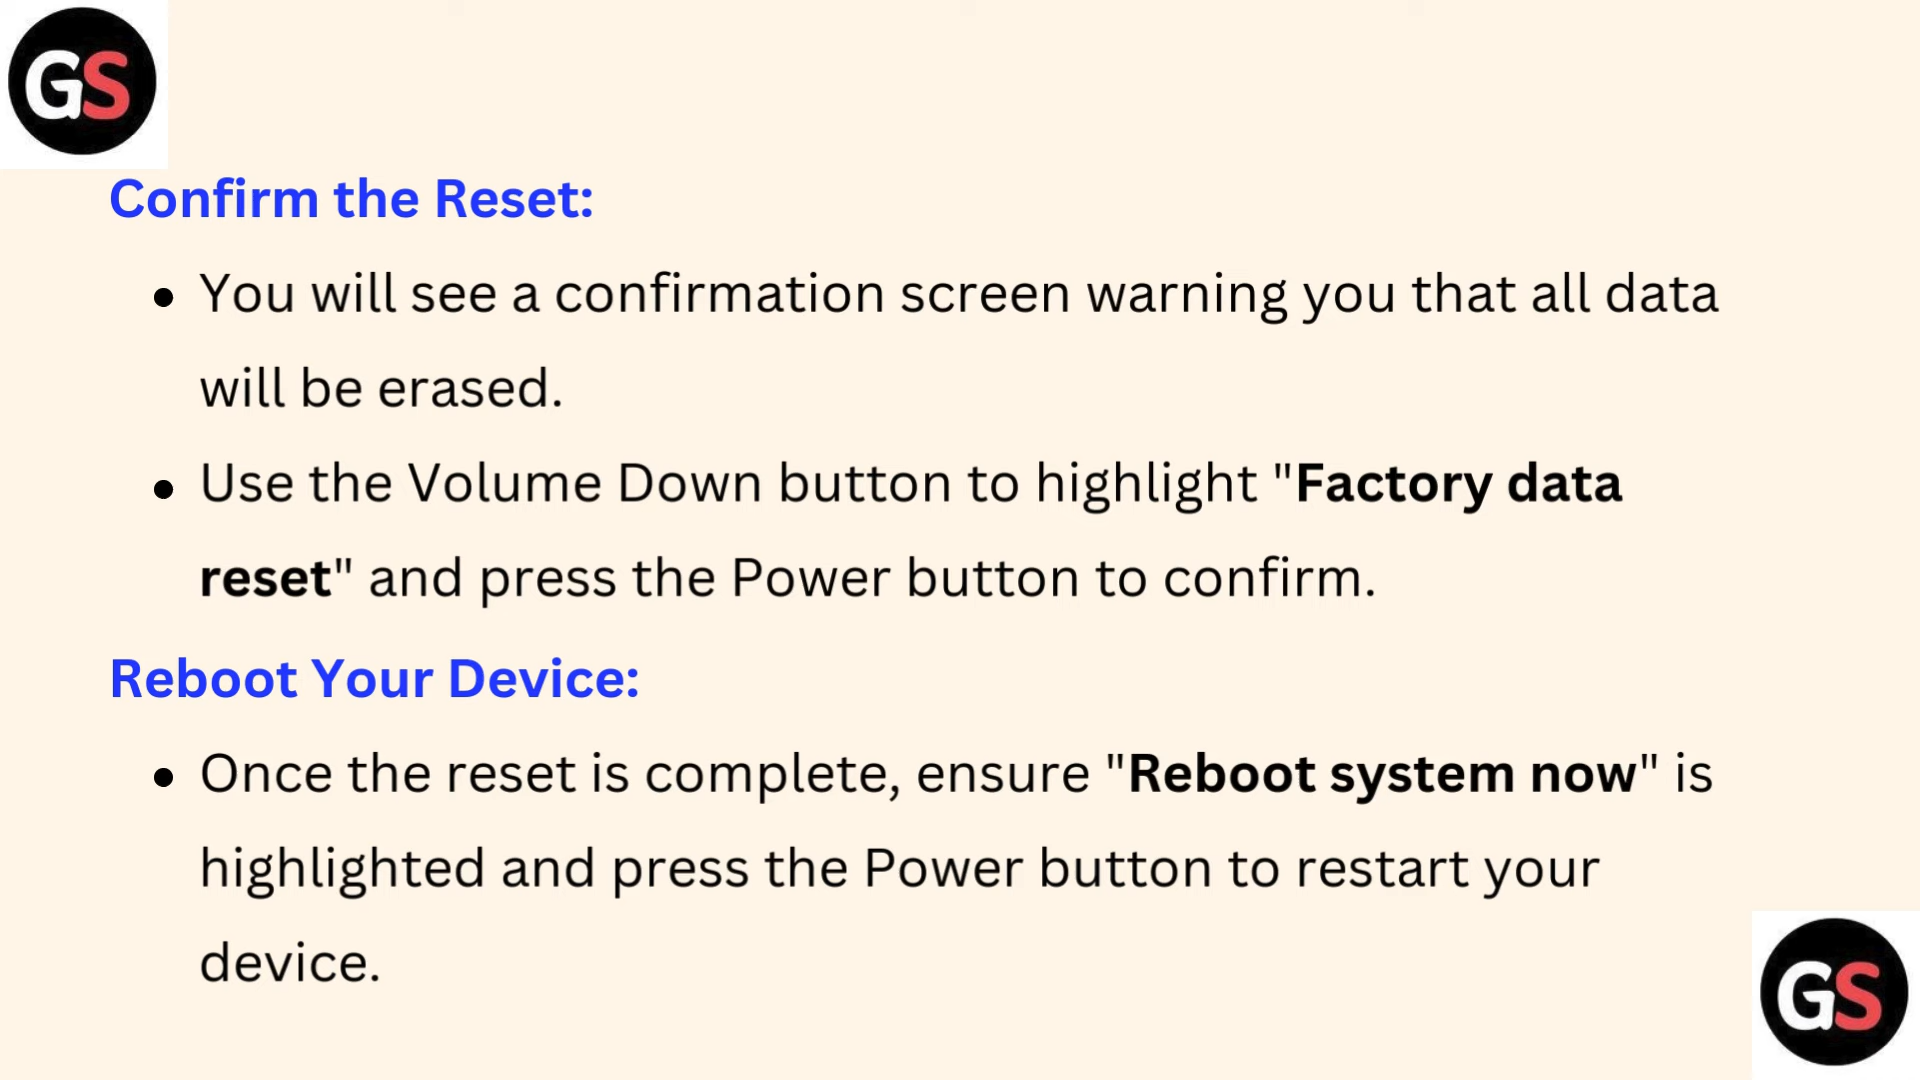 GS
Confirm the Reset:
• You will see a confirmation screen warning you that all data
will be erased.
• Use the Volume Down button to highlight "Factory data
reset" and press the Power button to confirm.
Reboot Your Device:
• Once the reset is complete, ensure "Reboot system now" is
highlighted and press the Power button to restart your
device.
GS